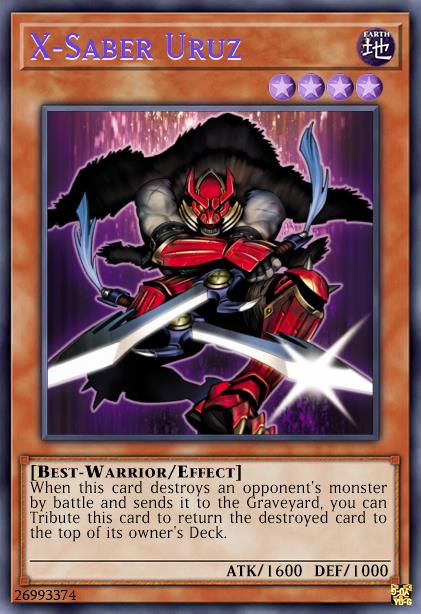 X-Saber Uruz
EARTH
地
[Best-Warrior/Effect]
When this card destroys an opponent's monster
by battle and sends it to the Graveyard, you can
Tribute this card to return the destroyed card to
the top of its owner's Deck.
ATK/1600 DEF/1000
26993374